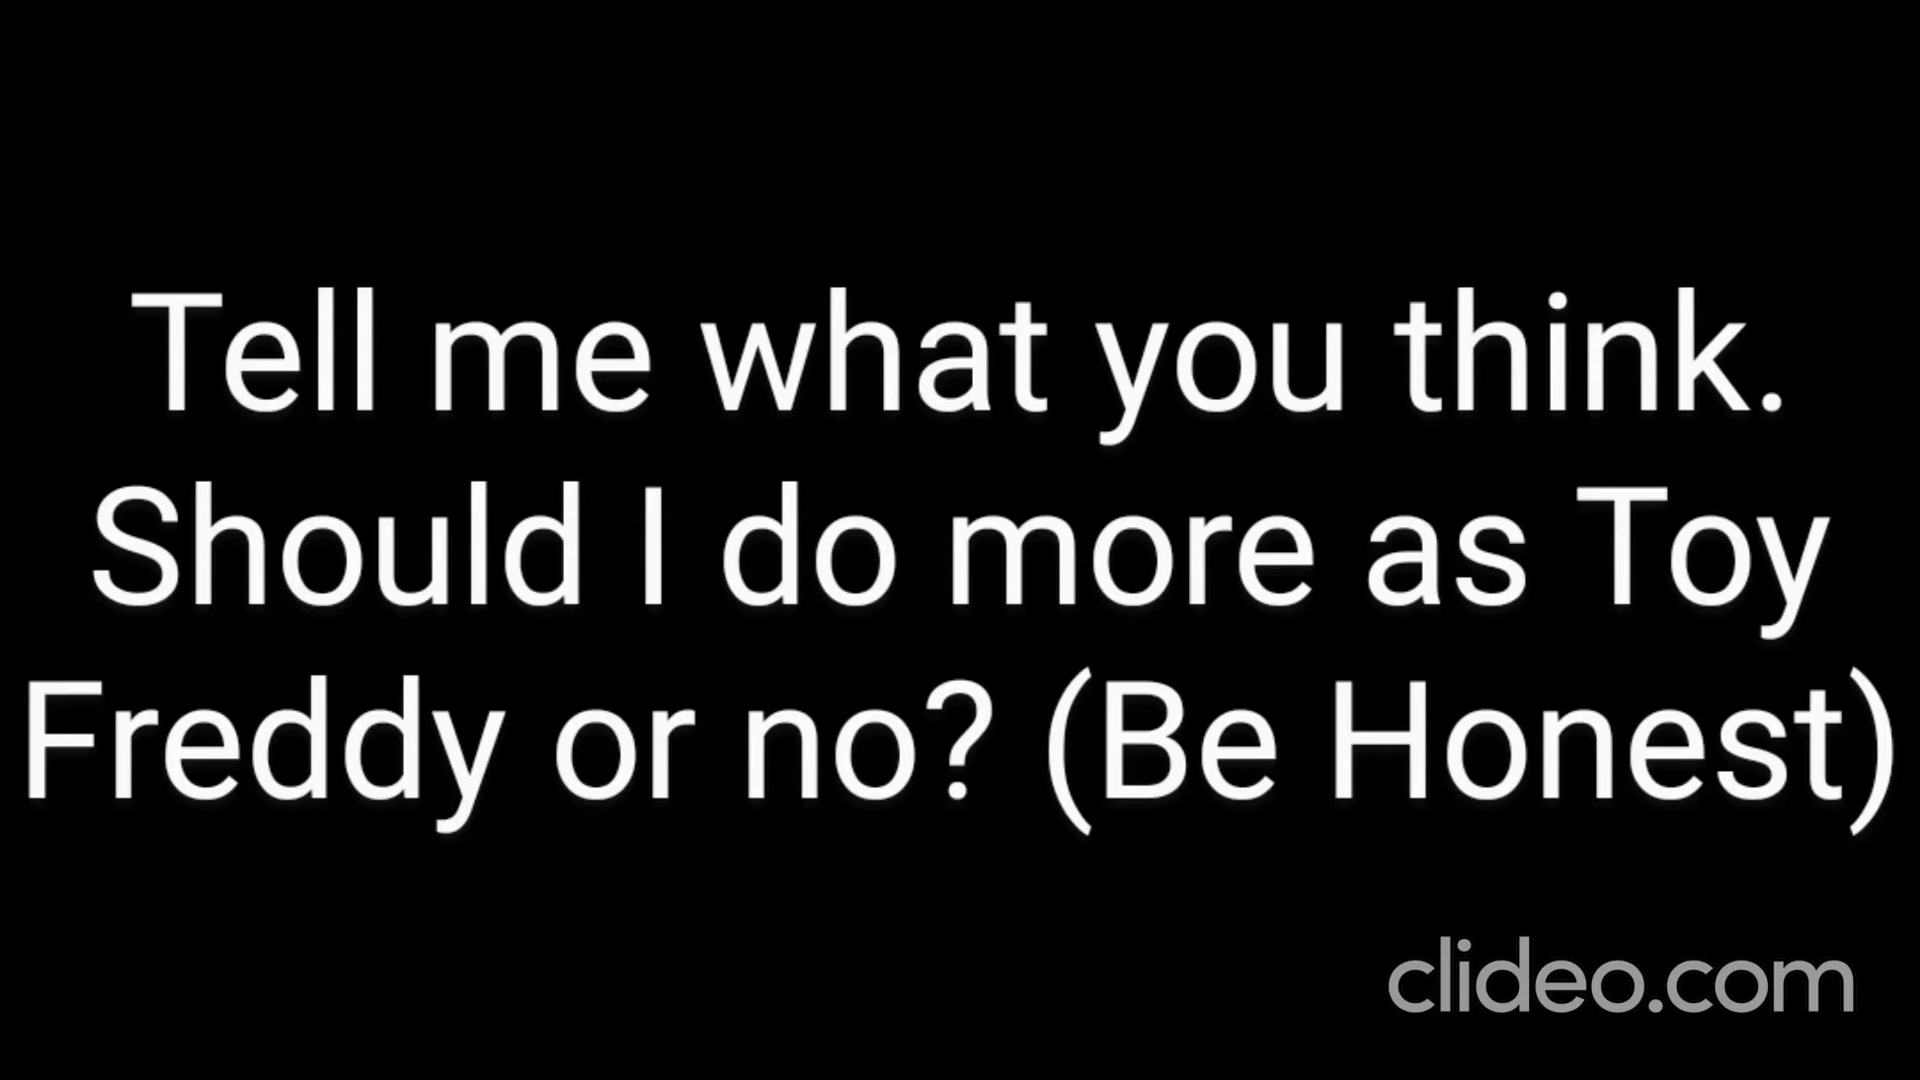 Tell me what you think.
Should I do more as Toy
Freddy or no? (Be Honest)
clideo.com